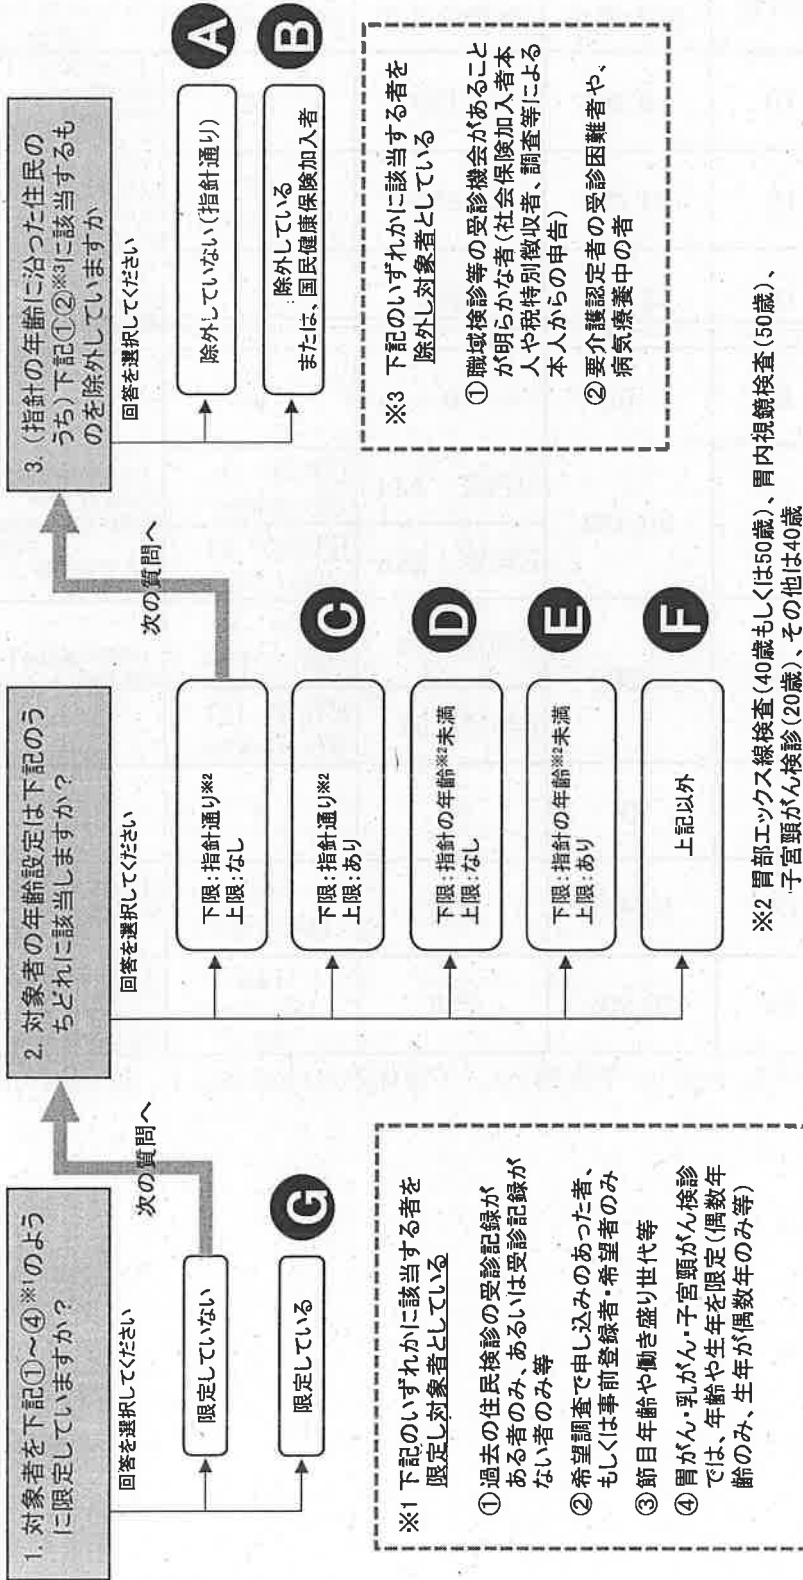 1. 対象者を下記①～④※1のよう
に限定していますか？
回答を選択してください
限定していない
次の質問へ
限定している
G
※1 下記のいずれかに該当する者を
限定し対象者としている
①過去の住民検診の受診記録が
ある者のみ、あるいは受診記録が
ない者のみ等
②希望調査で申し込みのあった者、
もしくは事前登録者・希望者のみ
③節目年齢や働き盛り世代等
④胃がん・乳がん・子宮頸がん検診
では、年齢や生年を限定(偶数年
齢のみ、生年が偶数年のみ等)
2. 対象者の年齢設定は下記のう
ちどれに該当しますか？
回答を選択してください
下限:指針通り※2
上限:なし
次の質問へ
下限:指針通り※2
上限:あり
C
下限:指針の年齢※2未満
上限:なし
D
下限:指針の年齢※2未満
上限:あり
E
上記以外
F
※2 胃部エックス線検査(40歳もしくは50歳)、胃内視鏡検査(50歳)、
子宮頸がん検診(20歳)、その他は40歳
3. (指針の年齢に沿った住民の
うち)下記①②※3に該当するも
のを除外していますか
回答を選択してください
除外していない(指針通り)
A
除外している
または、国民健康保険加入者
B
※3 下記のいずれかに該当する者を
除外し対象者としている
①職域検診等の受診機会があること
が明らかな者(社会保険加入者本
人や税特別徴収者、調査等による
本人からの申告)
②要介護認定者の受診困難者や、
病気療養中の者